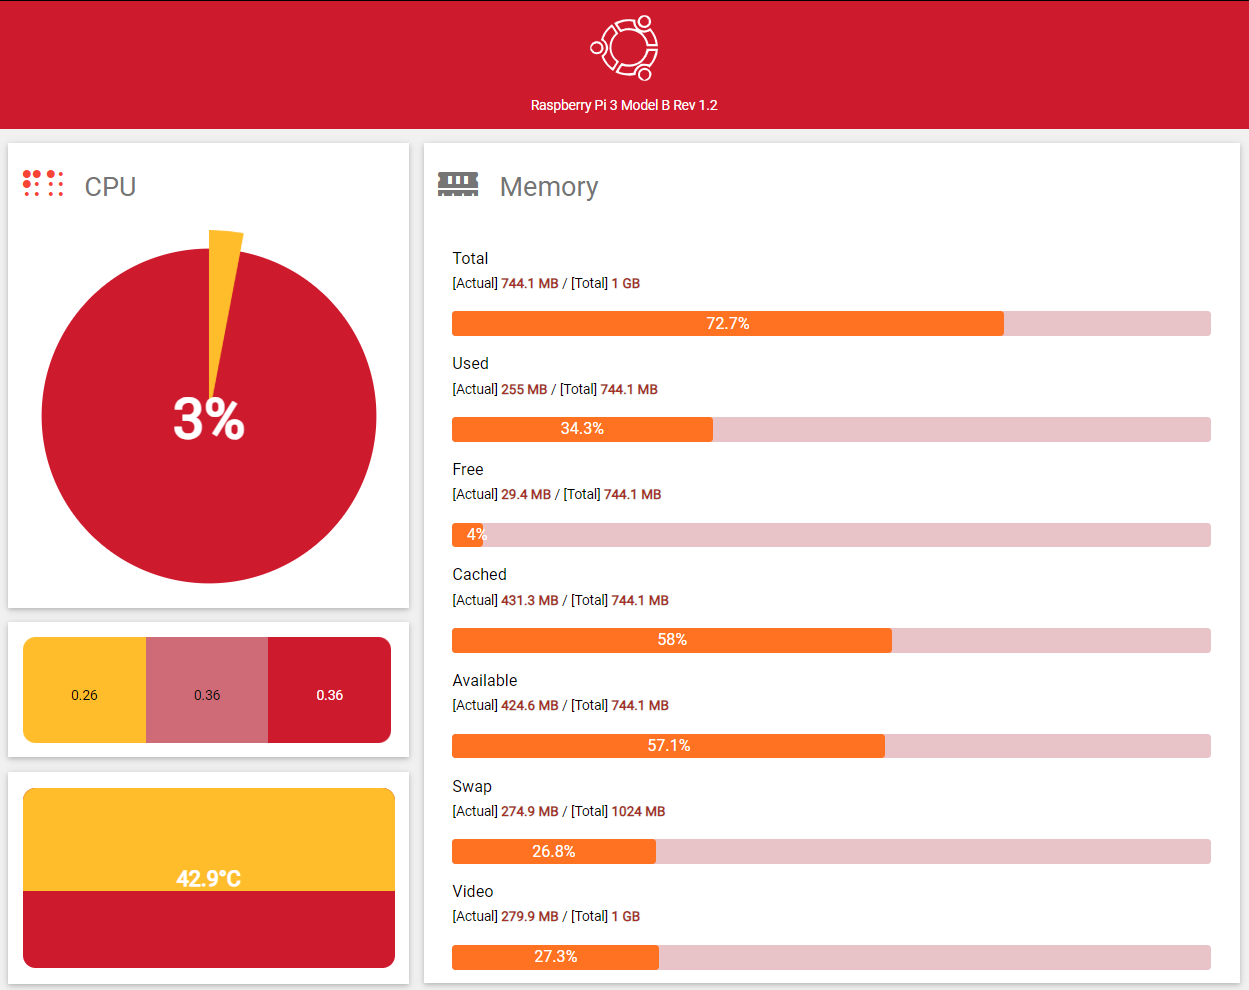 Raspberry Pi 3 Model B Rev 1.2
CPU
3%
0.26 0.36 0.36
42.9°C
Memory
Total
[Actual] 744.1 MB / [Total] 1 GB
72.7%
Used
[Actual] 255 MB / [Total] 744.1 MB
34.3%
Free
[Actual] 29.4 MB / [Total] 744.1 MB
4%
Cached
[Actual] 431.3 MB / [Total] 744.1 MB
58%
Available
[Actual] 424.6 MB / [Total] 744.1 MB
57.1%
Swap
[Actual] 274.9 MB / [Total] 1024 MB
26.8%
Video
[Actual] 279.9 MB / [Total] 1 GB
27.3%